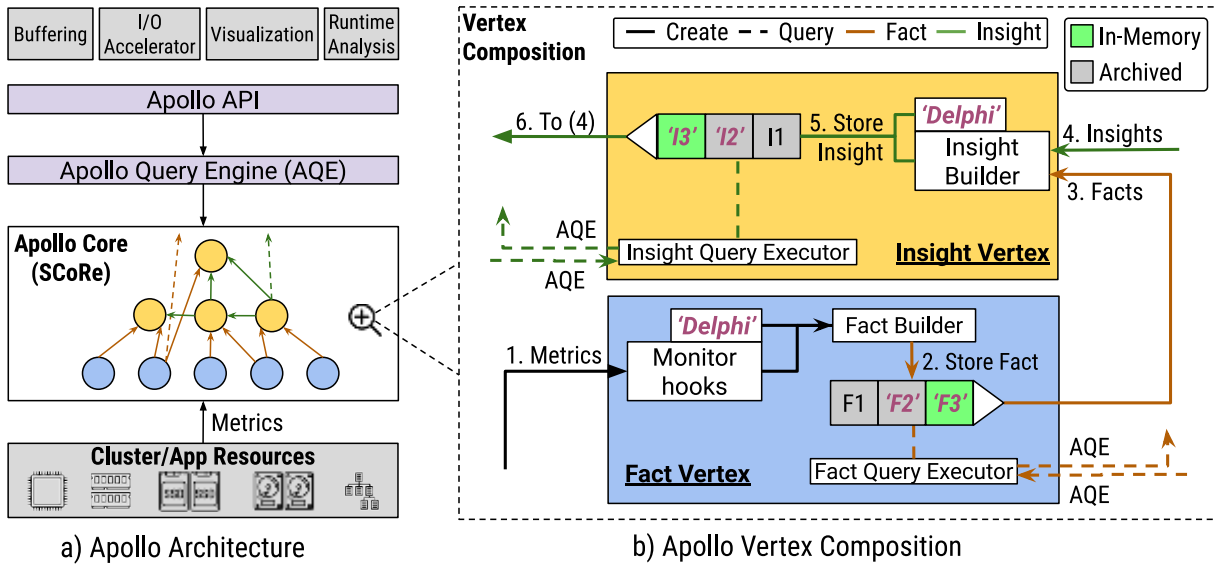 Buffering
I/O
Accelerator
Visualization
Runtime
Analysis
Apollo API
Apollo Query Engine (AQE)
Apollo Core
(SCoRe)
Metrics
Cluster/App Resources
SSD SSD
a) Apollo Architecture
Vertex
Composition
Create Query Fact Insight
In-Memory
Archived
6. To (4)
'I3' 'I2' I1
5. Store
Insight
'Delphi'
Insight
Builder
4. Insights
3. Facts
AQE
Insight Query Executor
AQE
Insight Vertex
1. Metrics
'Delphi'
Monitor
hooks
Fact Builder
2. Store Fact
F1 'F2' 'F3'
AQE
Fact Query Executor
AQE
Fact Vertex
b) Apollo Vertex Composition